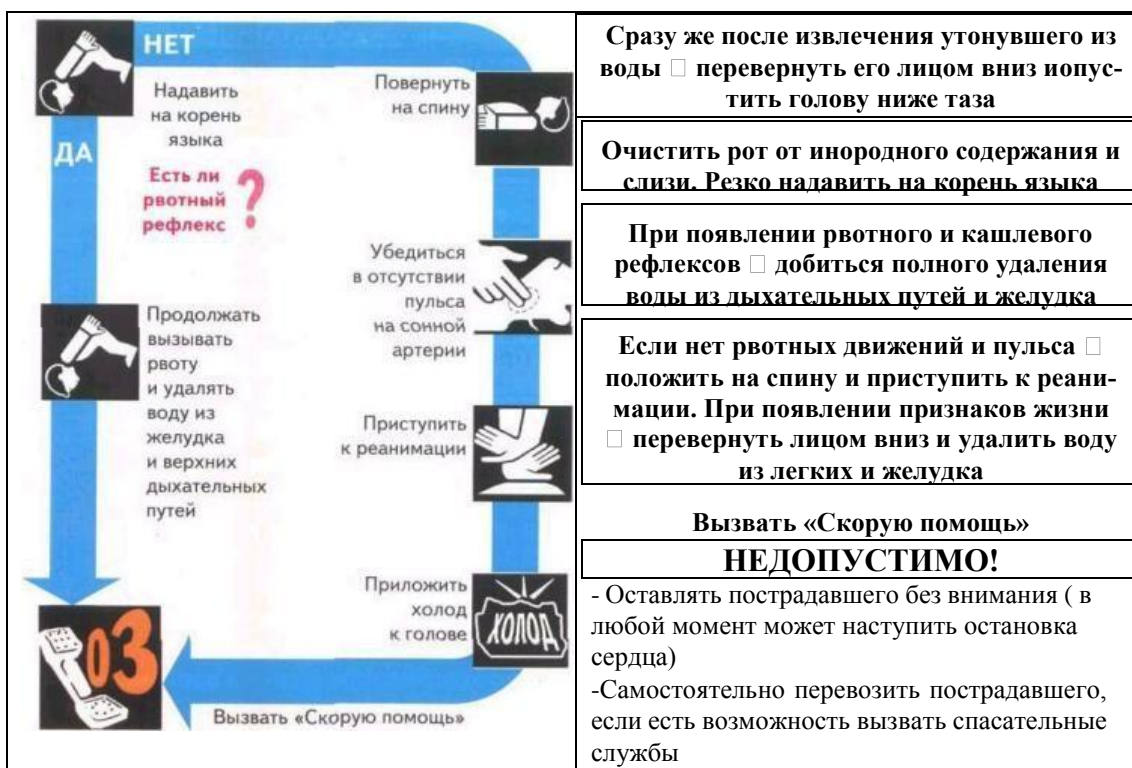 НЕТ
Надавить
на корень
языка
ДА
Есть ли
рвотный
рефлекс
?
Продолжать
вызывать
рвоту
и удалять
воду из
желудка
и верхних
дыхательных
путей
Повернуть
на спину
Убедиться
в отсутствии
пульса
на сонной
артерии
Приступить
к реанимации
Приложить
холод
к голове
ХОЛОД
03
Вызвать «Скорую помощь»
Сразу же после извлечения утонувшего из
воды □ перевернуть его лицом вниз иопус-
тить голову ниже таза
Очистить рот от инородного содержания и
слизи. Резко надавить на корень языка
При появлении рвотного и кашлевого
рефлексов □ добиться полного удаления
воды из дыхательных путей и желудка
Если нет рвотных движений и пульса □
положить на спину и приступить к реани-
мации. При появлении признаков жизни
□ перевернуть лицом вниз и удалить воду
из легких и желудка
Вызвать «Скорую помощь»
НЕДОПУСТИМО!
- Оставлять пострадавшего без внимания ( в
любой момент может наступить остановка
сердца)
-Самостоятельно перевозить пострадавшего,
если есть возможность вызвать спасательные
службы